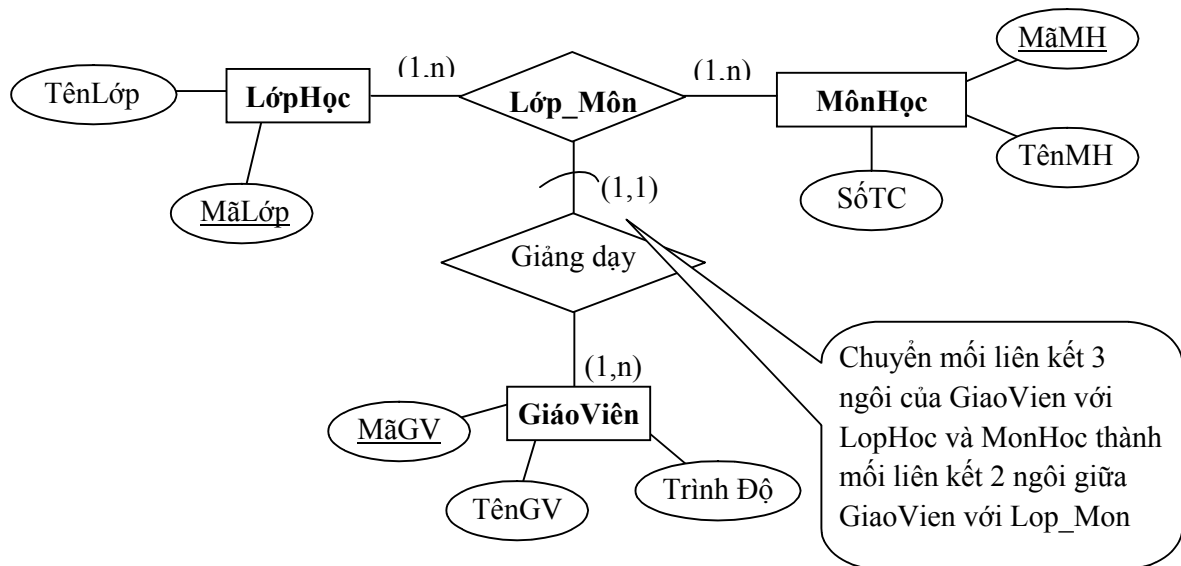 MãMH
(1,n)
(1,n)
TênLớp
LớpHọc
Lớp_Môn
MônHọc
TênMH
(1,1)
SốTC
MãLớp
Giảng dạy
Chuyển mối liên kết 3
ngôi của GiaoVien với
LopHoc và MonHoc thành
mối liên kết 2 ngôi giữa
GiaoVien với Lop_Mon
(1,n)
GiáoViên
MãGV
Trình Độ
TênGV